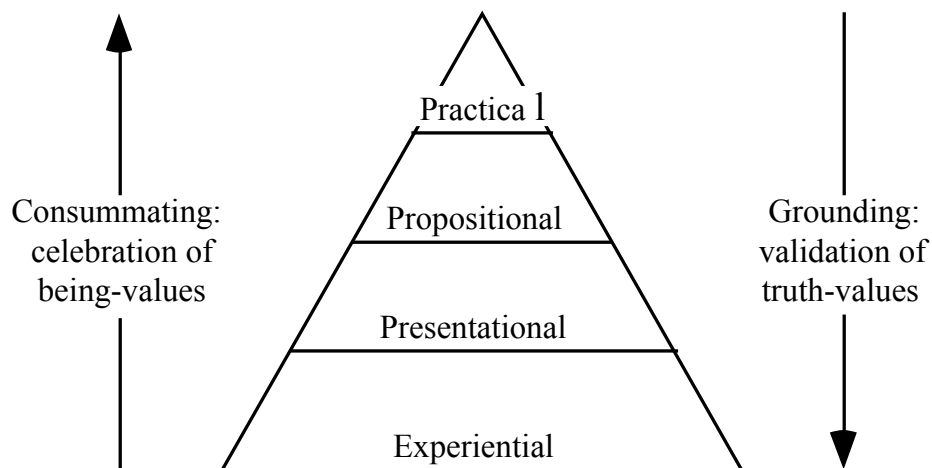 Practica l
Consummating:
celebration of
being-values
Propositional
Grounding:
validation of
truth-values
Presentational
Experiential